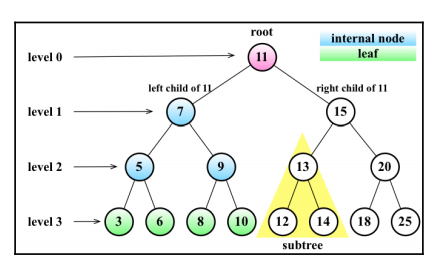 root
internal node
leaf
level 0
11
left child of 11
right child of 11
level 1
7
15
level 2
5
9
13
20
level 3
3
6
8
10
12
14
18
25
subtree